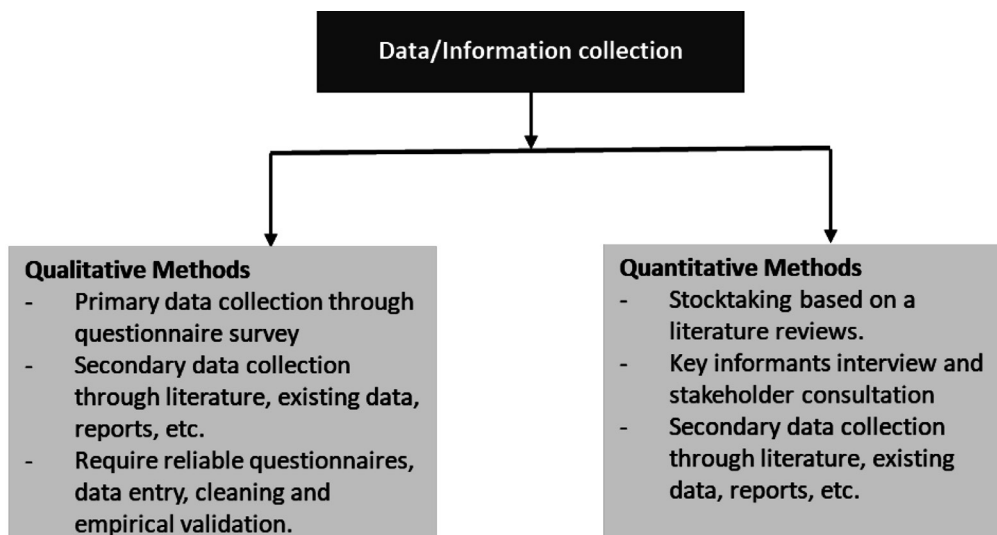 Data/Information collection
Qualitative Methods
- Primary data collection through
questionnaire survey
- Secondary data collection
through literature, existing data,
reports, etc.
- Require reliable questionnaires,
data entry, cleaning and
empirical validation.
Quantitative Methods
- Stocktaking based on a
literature reviews.
- Key informants interview and
stakeholder consultation
- Secondary data collection
through literature, existing
data, reports, etc.